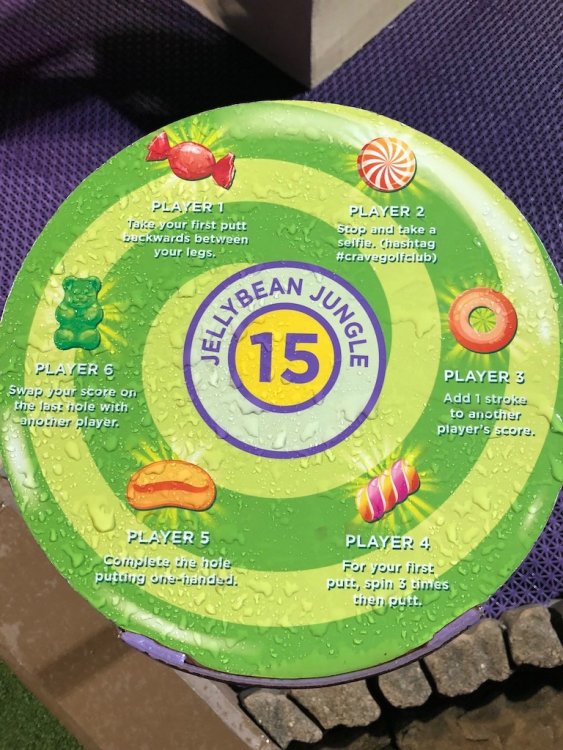 PLAYER 1
Take your first putt
backwards between
your legs.
PLAYER 2
Stop and take a
selfie. (hashtag
#cravegolfclub)
JELLYBEAN JUNGLE
15
PLAYER 6
Swap your score on
the last hole with
another player.
PLAYER 3
Add 1 stroke
to another
player's score.
PLAYER 5
Complete the hole
putting one-handed.
PLAYER 4
For your first
putt, spin 3 times
then putt.